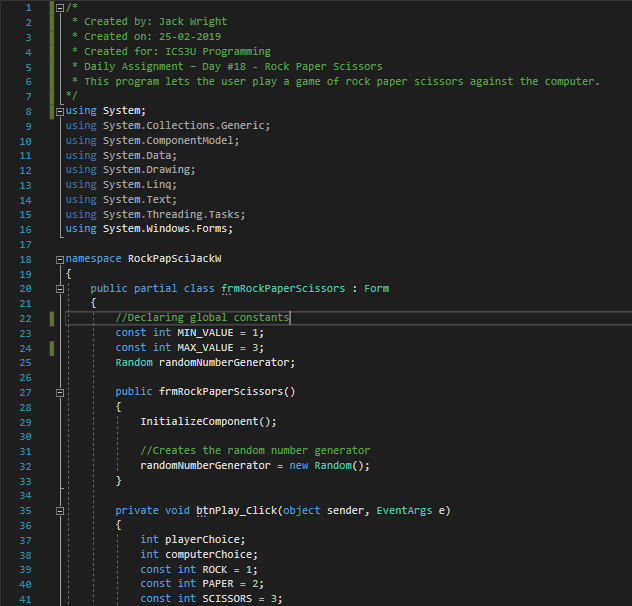 1 /*
2 * Created by: Jack Wright
3 * Created on: 25-02-2019
4 * Created for: ICS3U Programming
5 * Daily Assignment – Day #18 - Rock Paper Scissors
6 * This program lets the user play a game of rock paper scissors against the computer.
7 */
8 using System;
9 using System.Collections.Generic;
10 using System.ComponentModel;
11 using System.Data;
12 using System.Drawing;
13 using System.Linq;
14 using System.Text;
15 using System.Threading.Tasks;
16 using System.Windows.Forms;
17
18 namespace RockPapSciJackW
19 {
20 public partial class frmRockPaperScissors : Form
21 {
22 //Declaring global constants
23 const int MIN_VALUE = 1;
24 const int MAX_VALUE = 3;
25 Random randomNumberGenerator;
26
27 public frmRockPaperScissors()
28 {
29 InitializeComponent();
30
31 //Creates the random number generator
32 randomNumberGenerator = new Random();
33 }
34
35 private void btnPlay_Click(object sender, EventArgs e)
36 {
37 int playerChoice;
38 int computerChoice;
39 const int ROCK = 1;
40 const int PAPER = 2;
41 const int SCISSORS = 3;